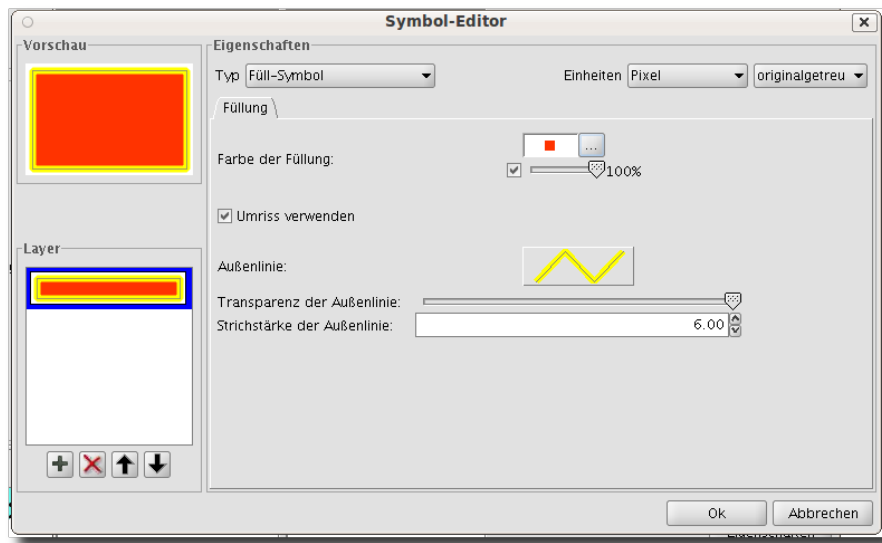 Symbol-Editor
Vorschau
Eigenschaften
Typ Füll-Symbol Einheiten Pixel originalgetreu
Füllung
Farbe der Füllung: ...
100%
Umriss verwenden
Layer
Außenlinie:
Transparenz der Außenlinie:
Strichstärke der Außenlinie: 6.00
Ok Abbrechen